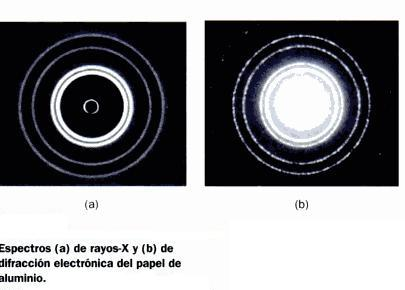 (a) (b)
Espectros (a) de rayos-X y (b) de
difracción electrónica del papel de
aluminio.